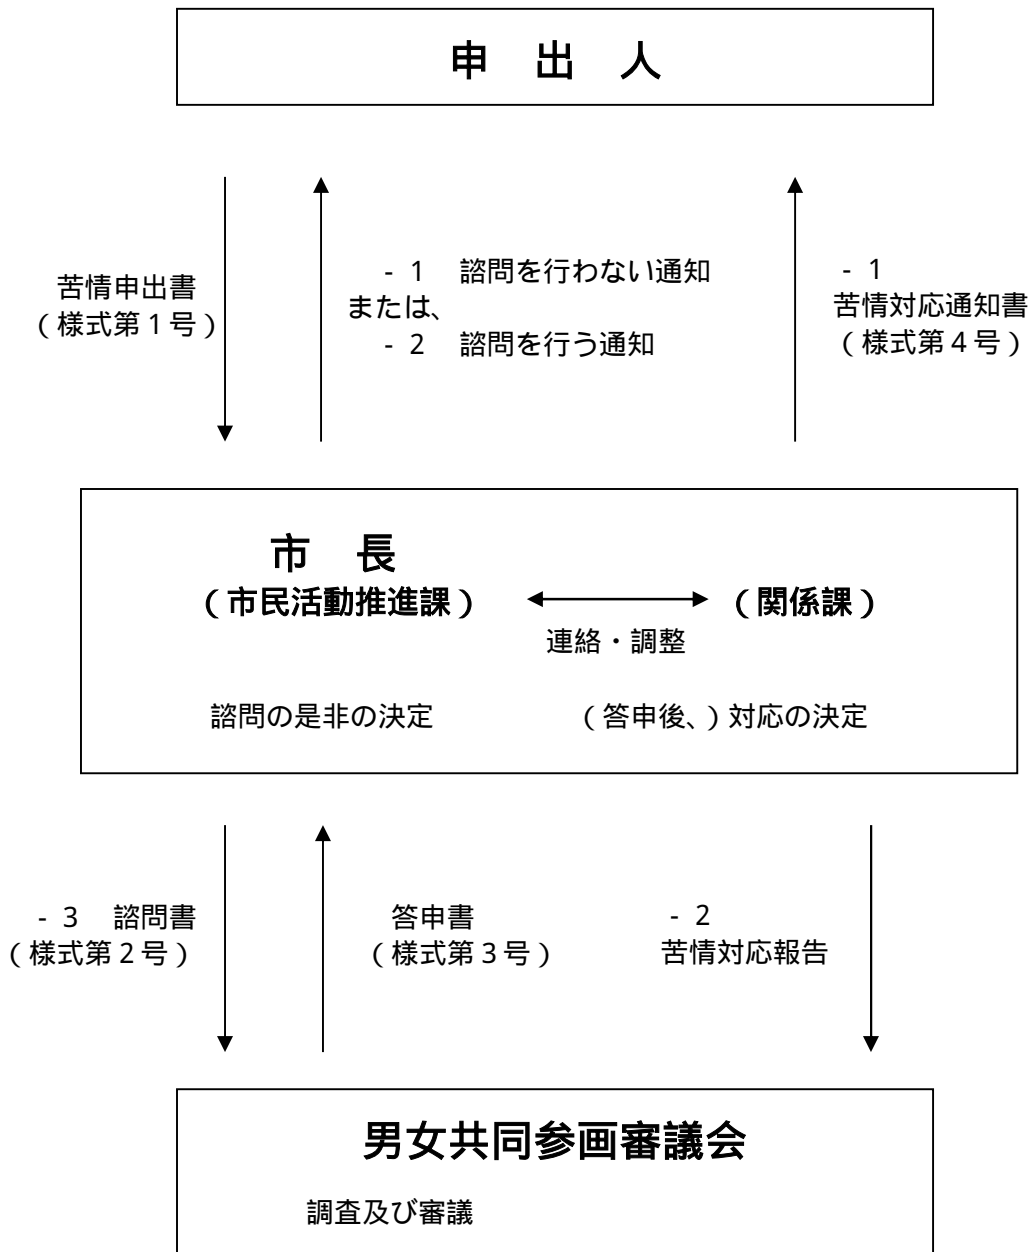 申 出 人
苦情申出書
（様式第１号）
- 1 諮問を行わない通知
または、
- 2 諮問を行う通知
- 1
苦情対応通知書
（様式第４号）
市 長
（市民活動推進課）
（関係課）
連絡・調整
諮問の是非の決定
（答申後、）対応の決定
- 3 諮問書
（様式第２号）
答申書
（様式第３号）
- 2
苦情対応報告
男女共同参画審議会
調査及び審議